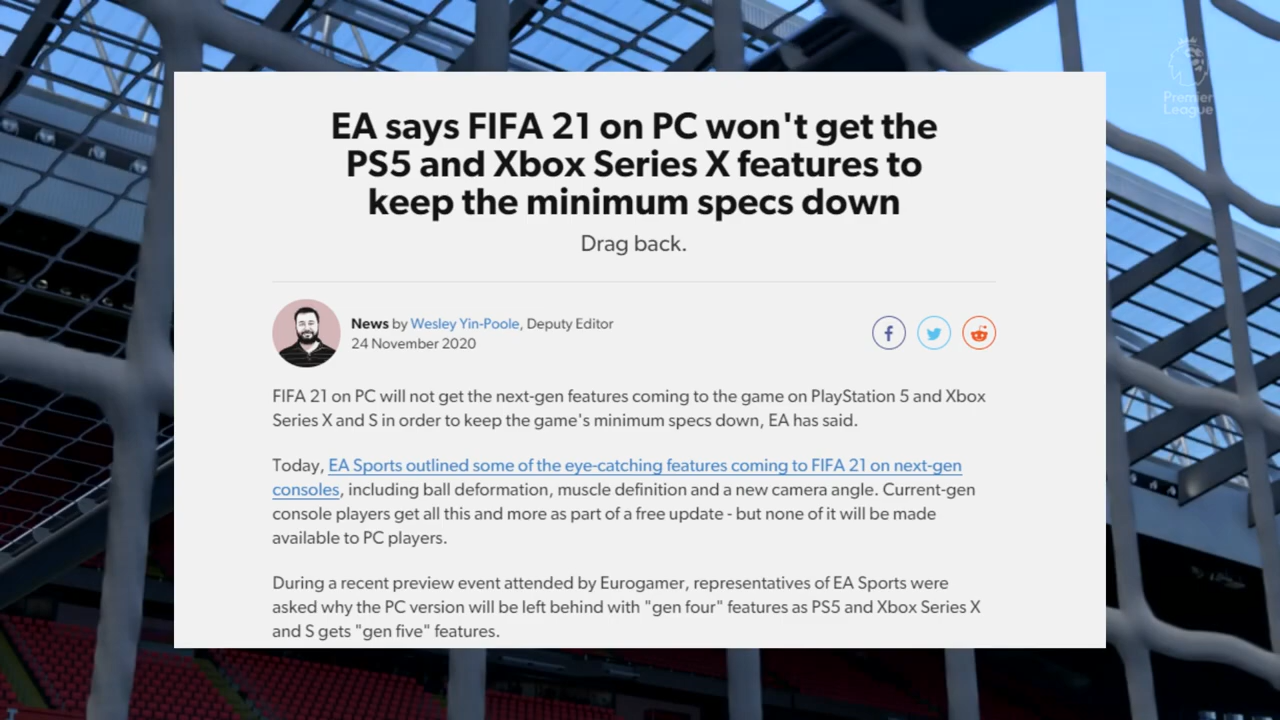 Premier
League
EA says FIFA 21 on PC won't get the
PS5 and Xbox Series X features to
keep the minimum specs down
Drag back.
News by Wesley Yin-Poole, Deputy Editor
24 November 2020
FIFA 21 on PC will not get the next-gen features coming to the game on PlayStation 5 and Xbox
Series X and S in order to keep the game's minimum specs down, EA has said.
Today, EA Sports outlined some of the eye-catching features coming to FIFA 21 on next-gen
consoles, including ball deformation, muscle definition and a new camera angle. Current-gen
console players get all this and more as part of a free update - but none of it will be made
available to PC players.
During a recent preview event attended by Eurogamer, representatives of EA Sports were
asked why the PC version will be left behind with "gen four" features as PS5 and Xbox Series X
and S gets "gen five" features.